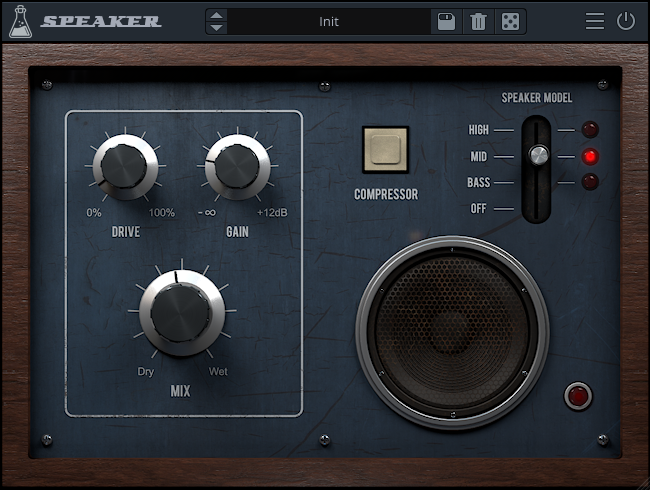 SPEAKER
Init
SPEAKER MODEL
HIGH
MID
BASS
OFF
COMPRESSOR
0% 100%
DRIVE
-∞ +12dB
GAIN
Dry Wet
MIX